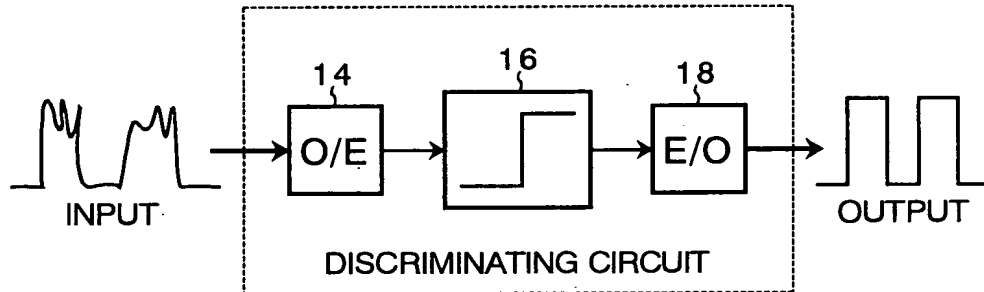 14
16
18
O/E
E/O
INPUT
OUTPUT
DISCRIMINATING CIRCUIT